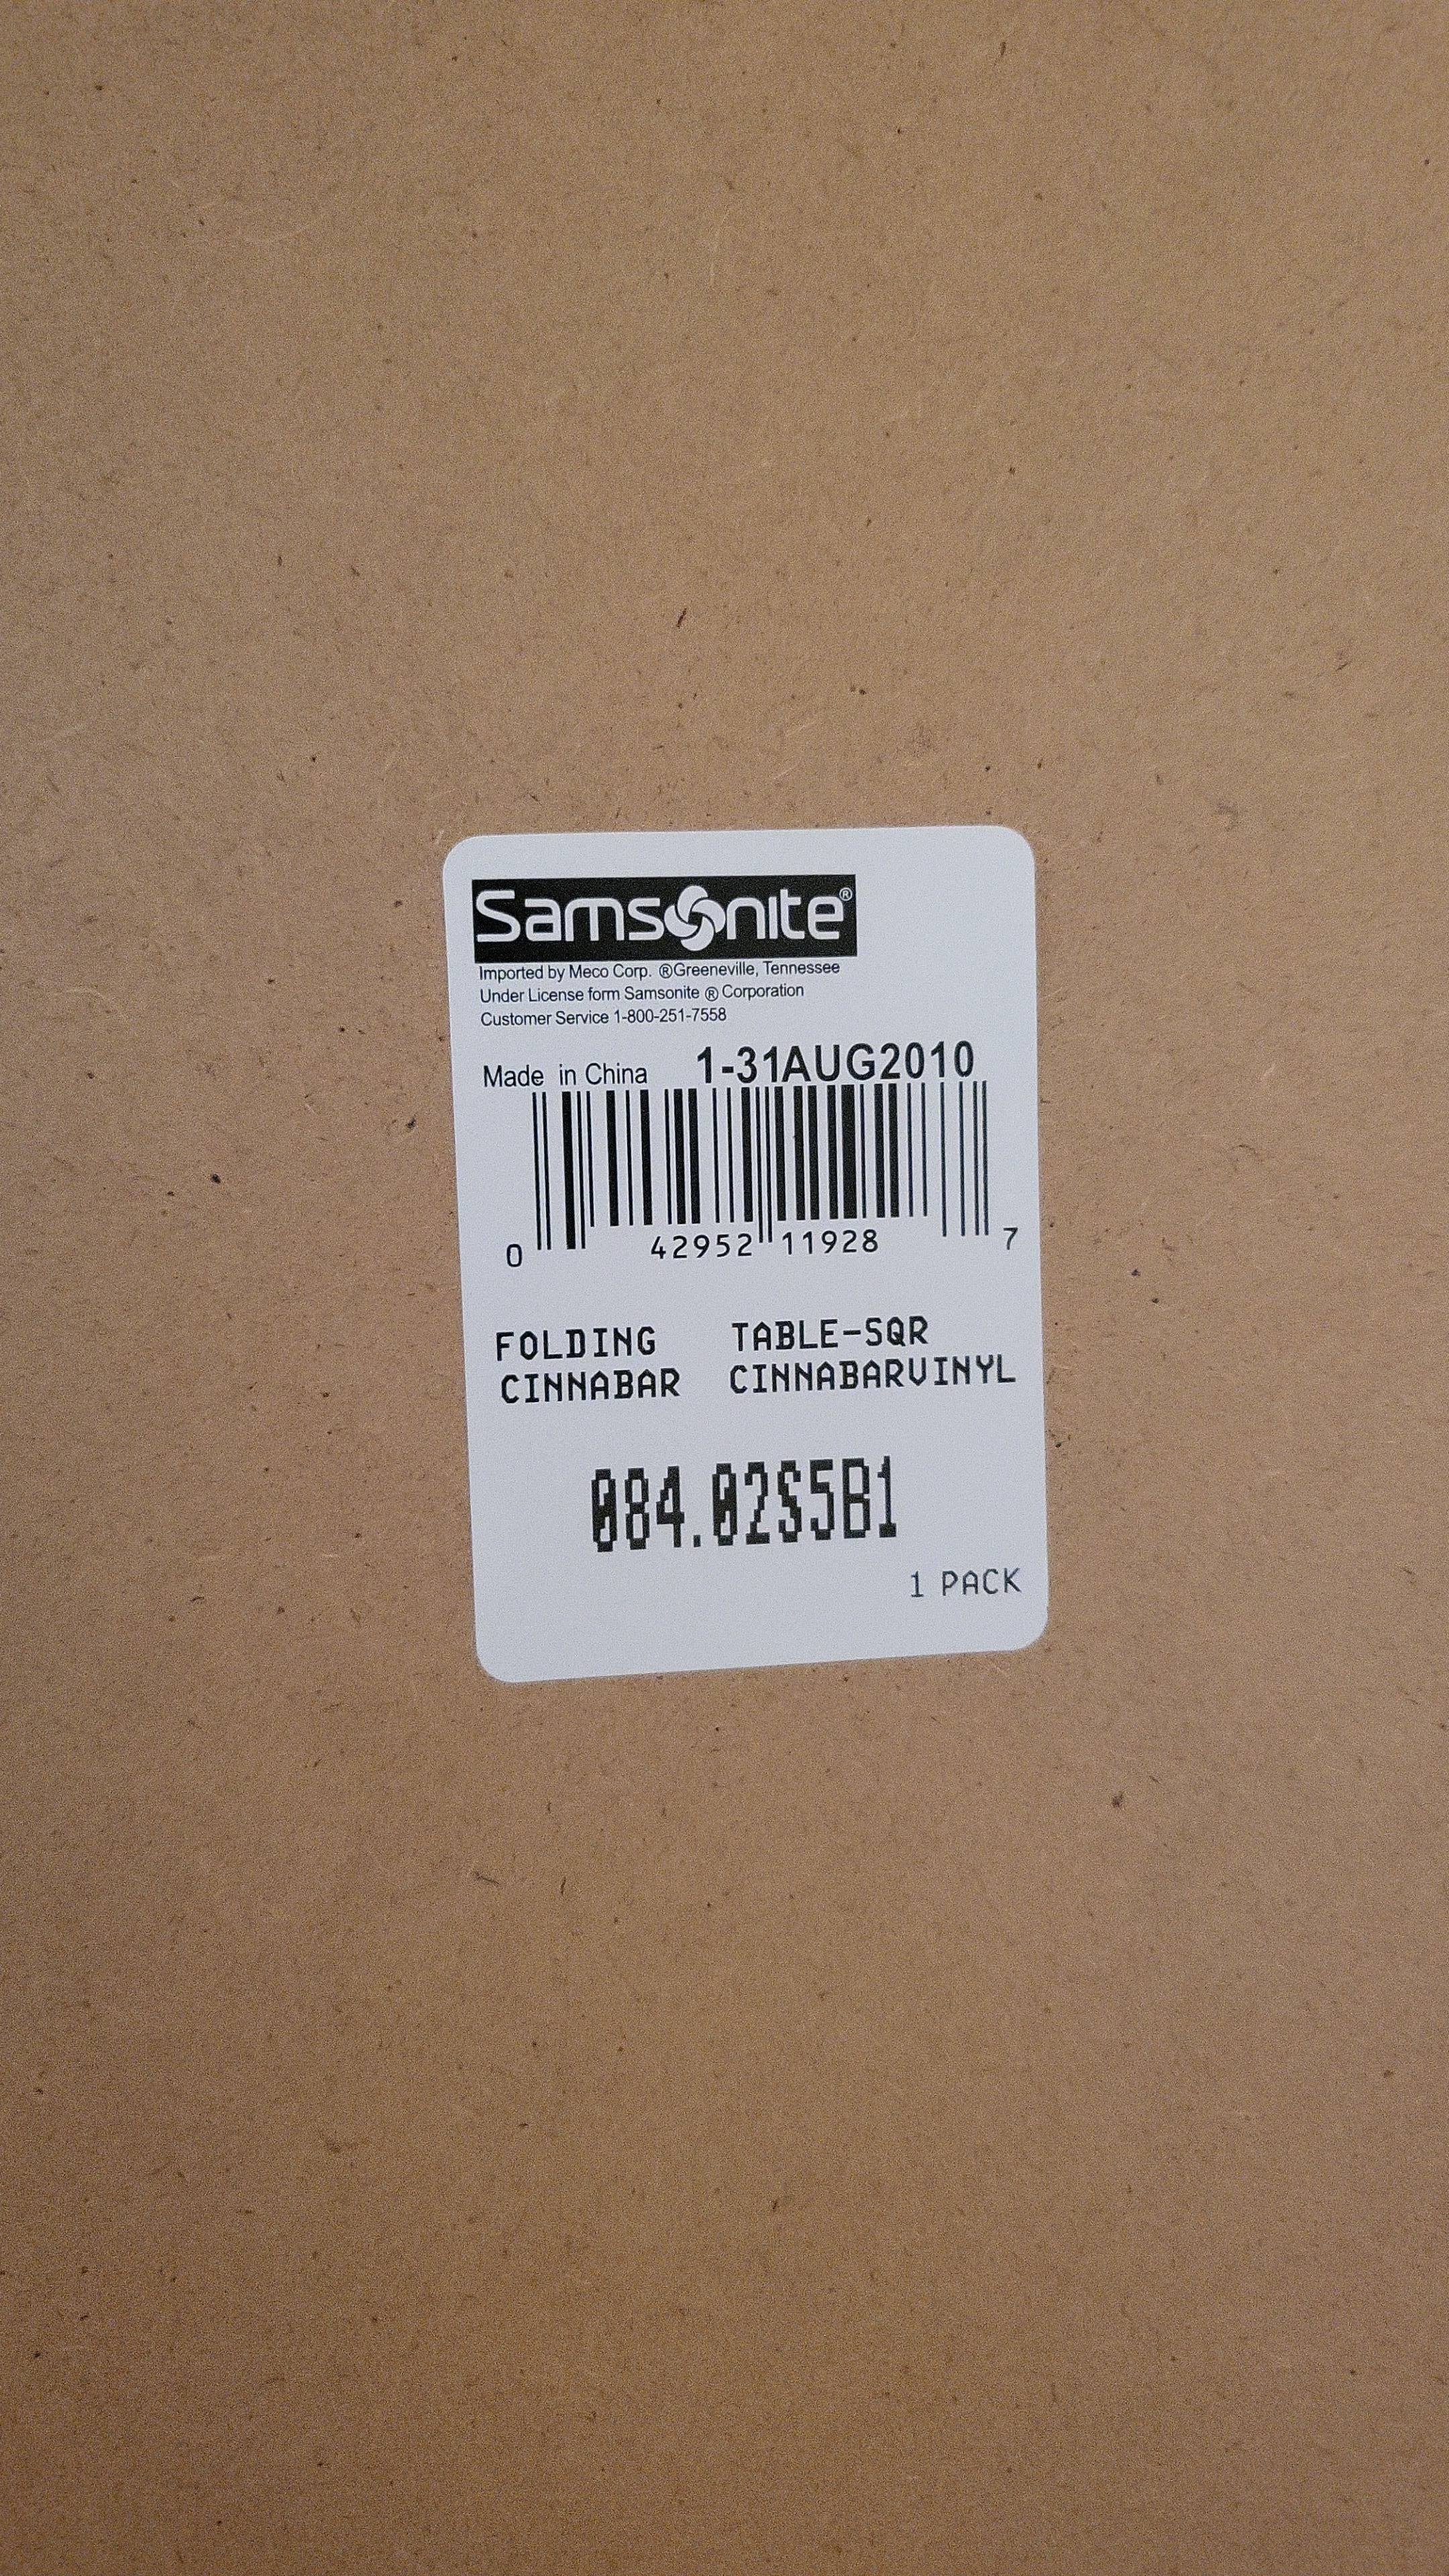 Samsonite®
Imported by Meco Corp. ®Greeneville, Tennessee
Under License form Samsonite ® Corporation
Customer Service 1-800-251-7558
Made in China 1-31AUG2010
0 42952 11928 7
FOLDING TABLE-SQR
CINNABAR CINNABARVINYL
084.02S5B1
1 PACK